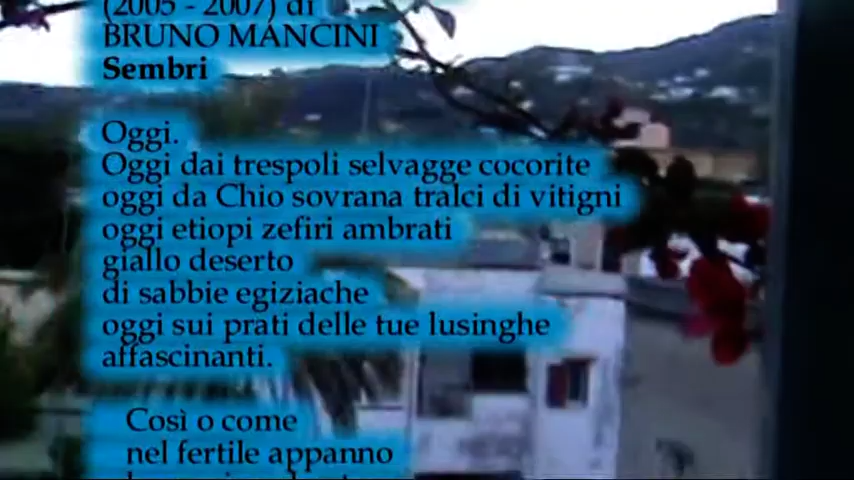 (2005 - 2007) di
BRUNO MANCINI
Sembri
Oggi.
Oggi dai trespoli selvagge cocorite
oggi da Chio sovrana tralci di vitigni
oggi etiopi zefiri ambrati
giallo deserto
di sabbie egiziache
oggi sui prati delle tue lusinghe
affascinanti.
Così o come
nel fertile appanno